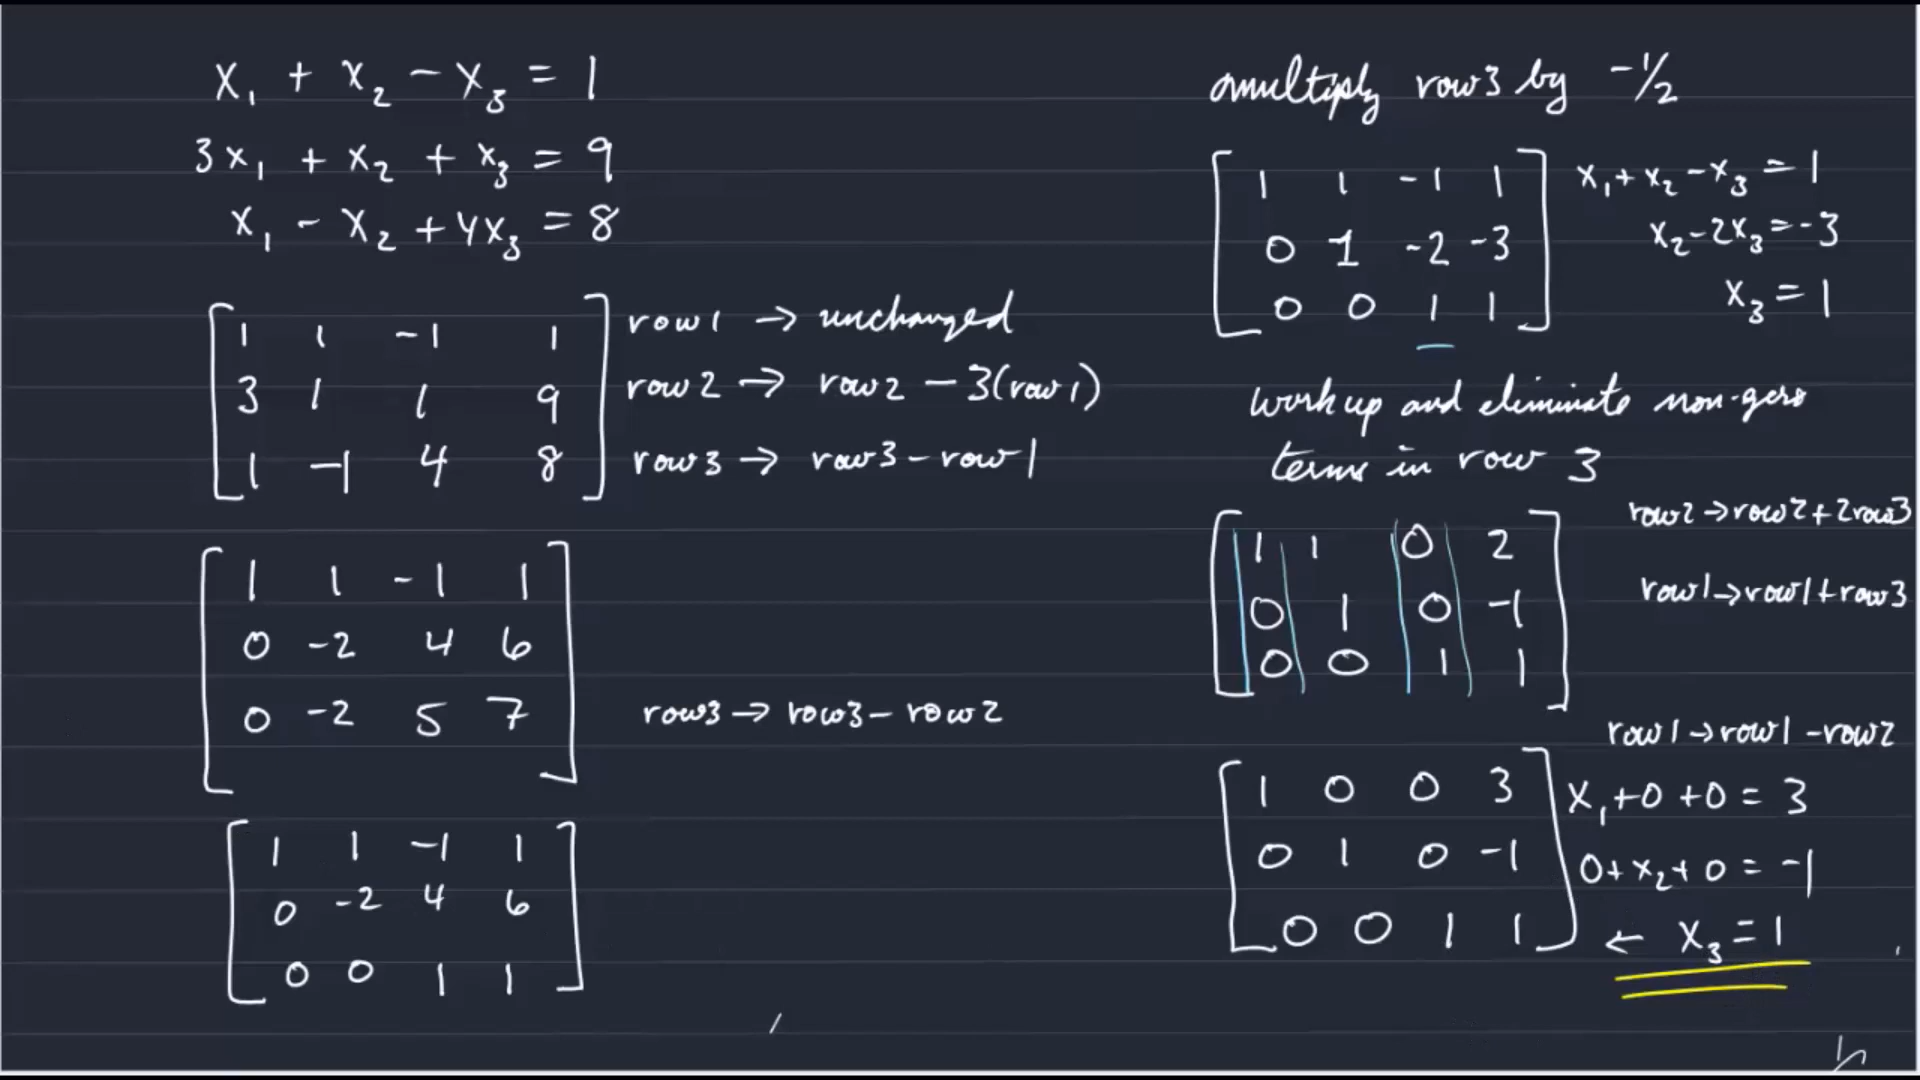 x₁ + x₂ - x₃ = 1
3x₁ + x₂ + x₃ = 9
x₁ - x₂ + 4x₃ = 8
1 1 -1 1 row1 → unchanged
3 1 1 9 row2 → row2 - 3(row1)
1 -1 4 8 row3 → row3 - row1
1 1 -1 1
0 -2 4 6
0 -2 5 7 row3 → row3 - row2
1 1 -1 1
0 -2 4 6
0 0 1 1
multiply row3 by -1/2
1 1 -1 1 x₁ + x₂ - x₃ = 1
0 1 -2 -3 x₂ - 2x₃ = -3
0 0 1 1 x₃ = 1
work up and eliminate non-zero
terms in row 3
row2 → row2 + 2row3
1 1 0 2
row1 → row1 + row3
0 1 0 -1
0 0 1 1
row1 → row1 - row2
1 0 0 3 x₁ + 0 + 0 = 3
0 1 0 -1 0 + x₂ + 0 = -1
0 0 1 1 ← x₃ = 1